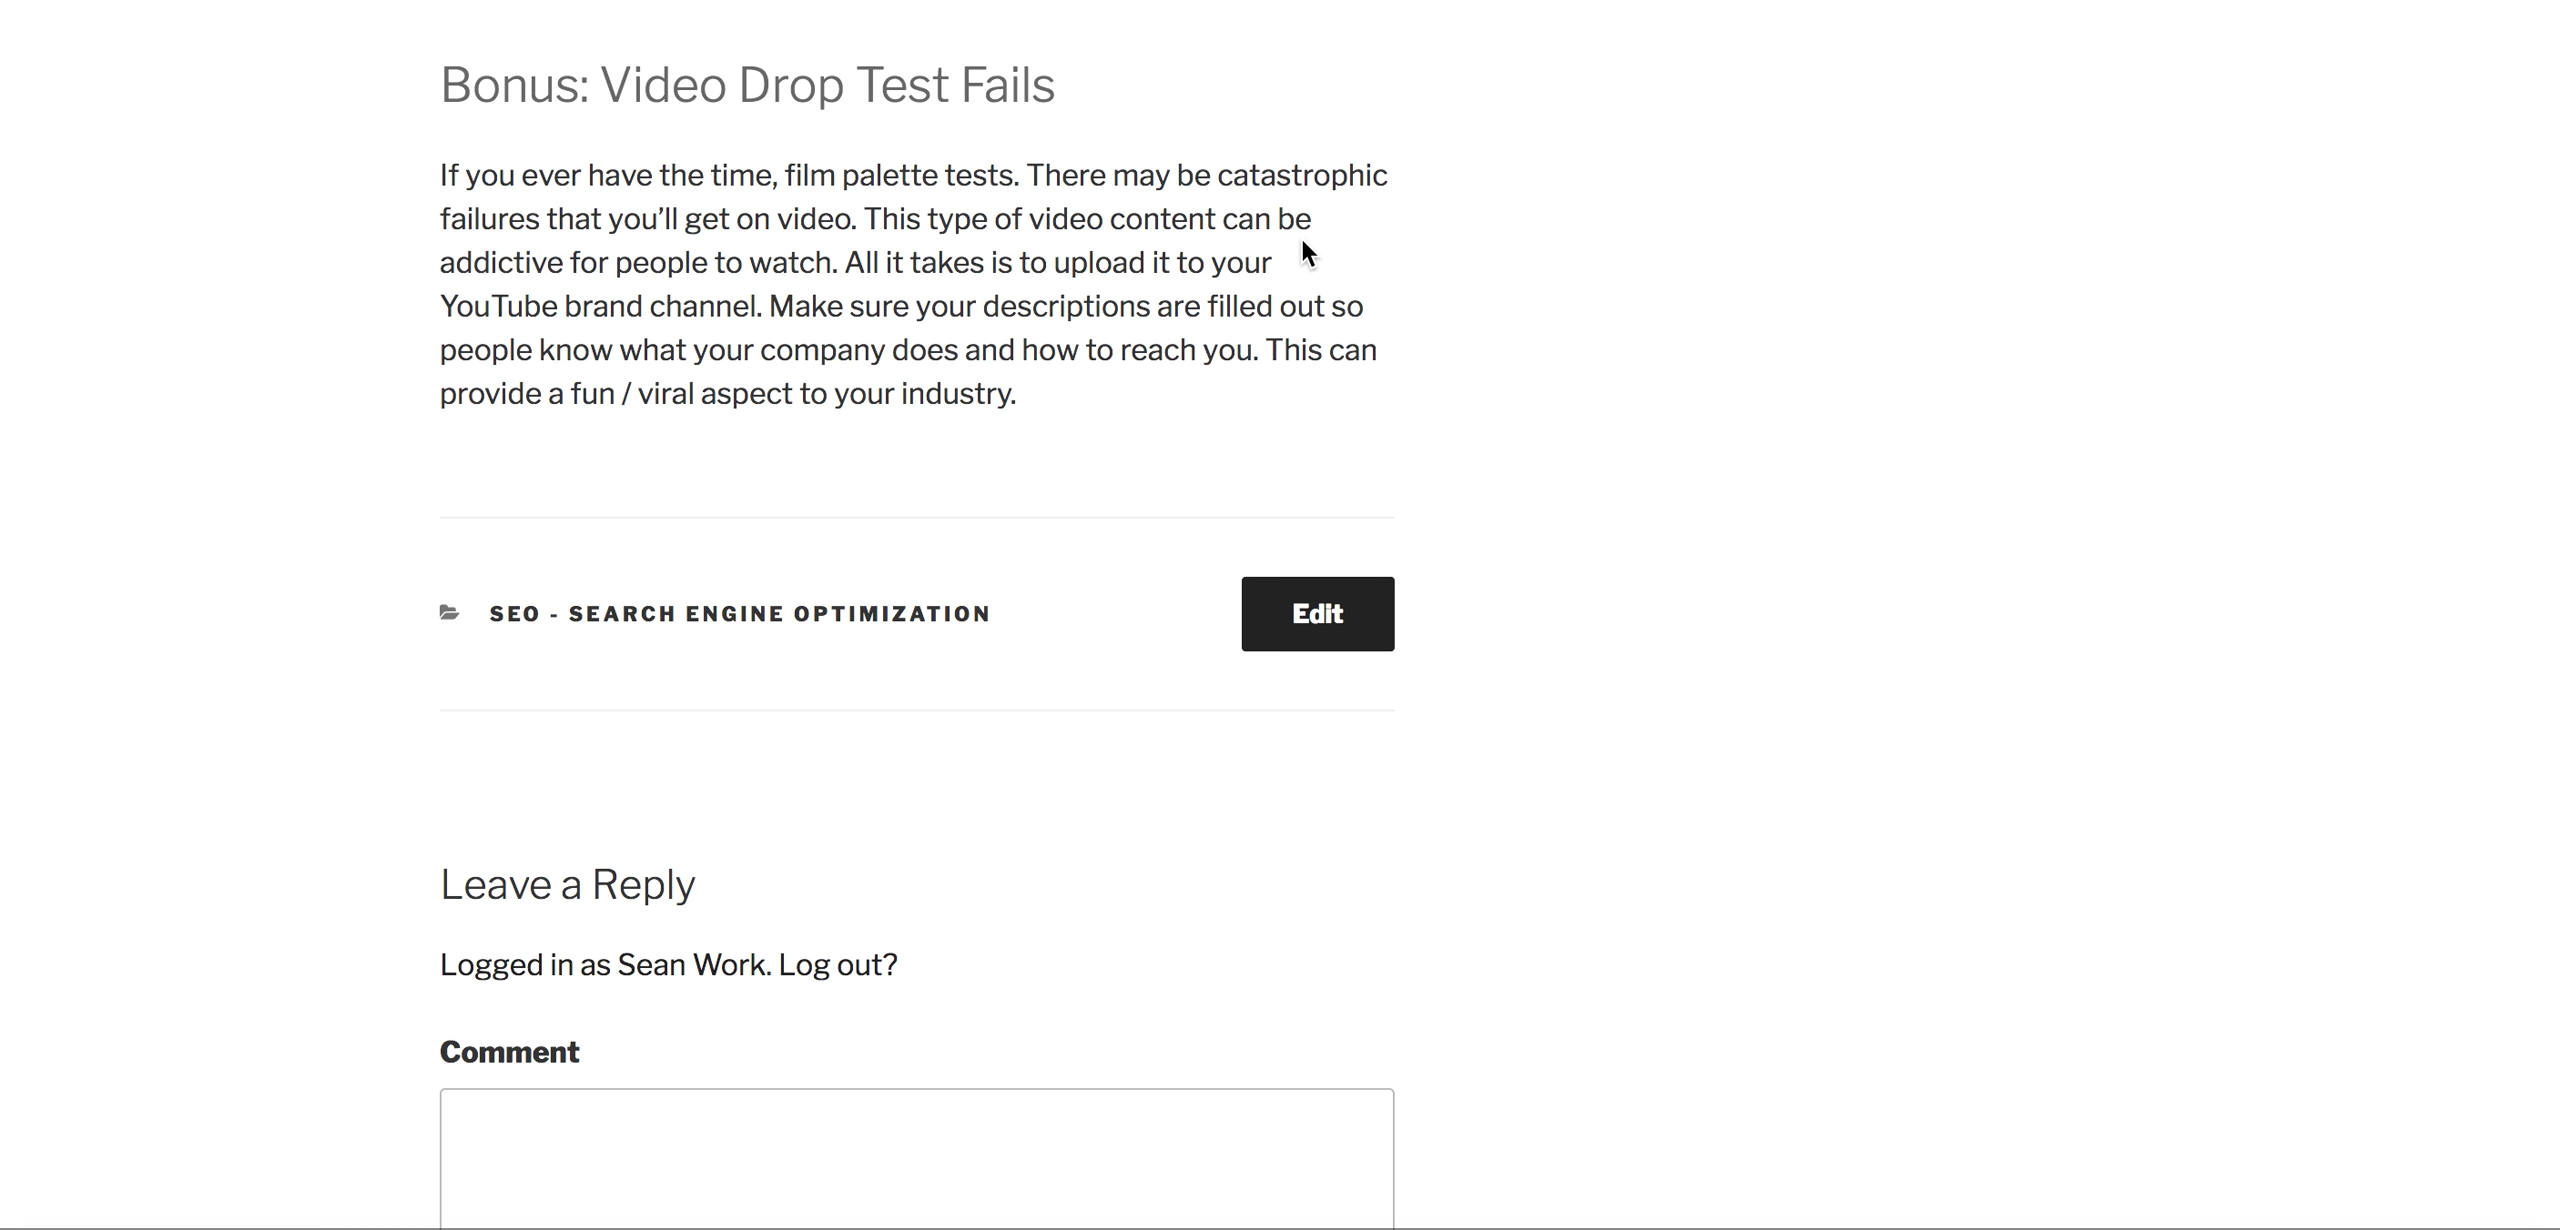 Bonus: Video Drop Test Fails
If you ever have the time, film palette tests. There may be catastrophic
failures that you’ll get on video. This type of video content can be
addictive for people to watch. All it takes is to upload it to your
YouTube brand channel. Make sure your descriptions are filled out so
people know what your company does and how to reach you. This can
provide a fun / viral aspect to your industry.
SEO - SEARCH ENGINE OPTIMIZATION
Edit
Leave a Reply
Logged in as Sean Work. Log out?
Comment